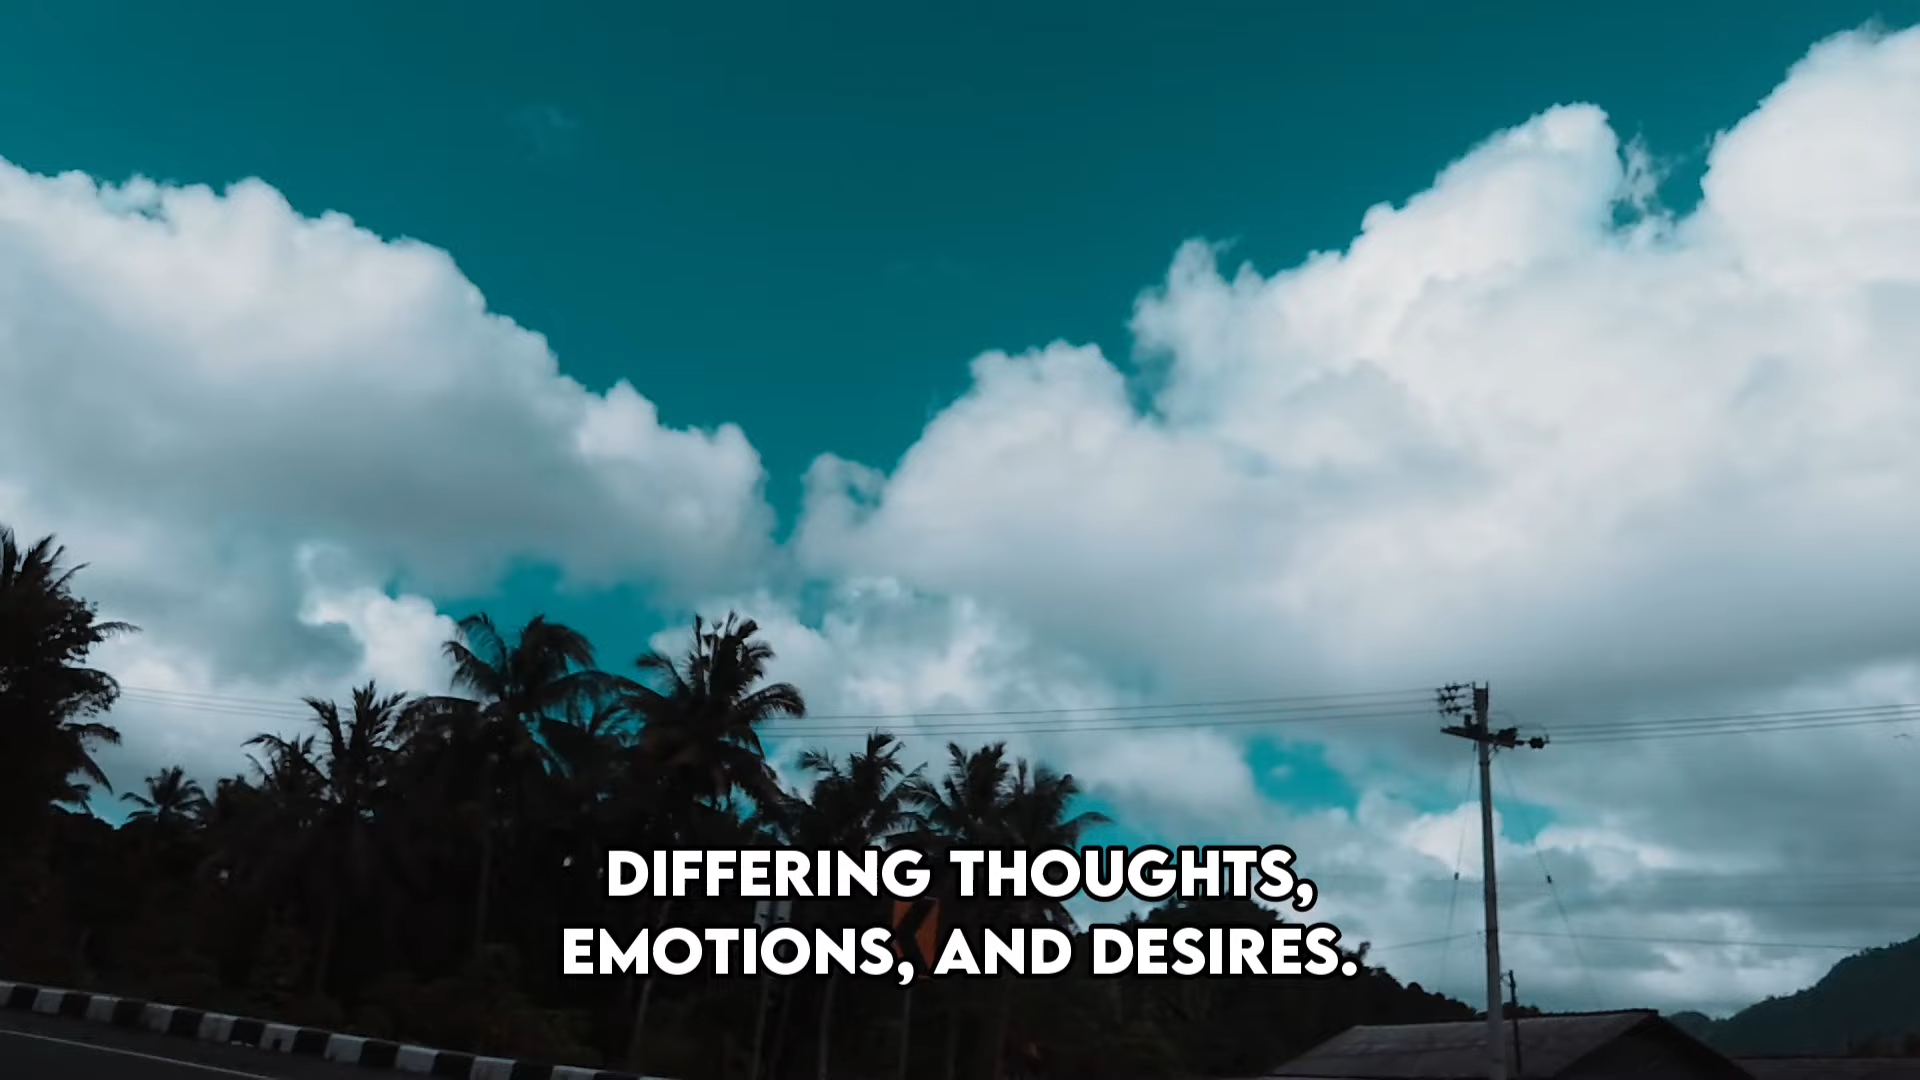 DIFFERING THOUGHTS,
EMOTIONS, AND DESIRES.